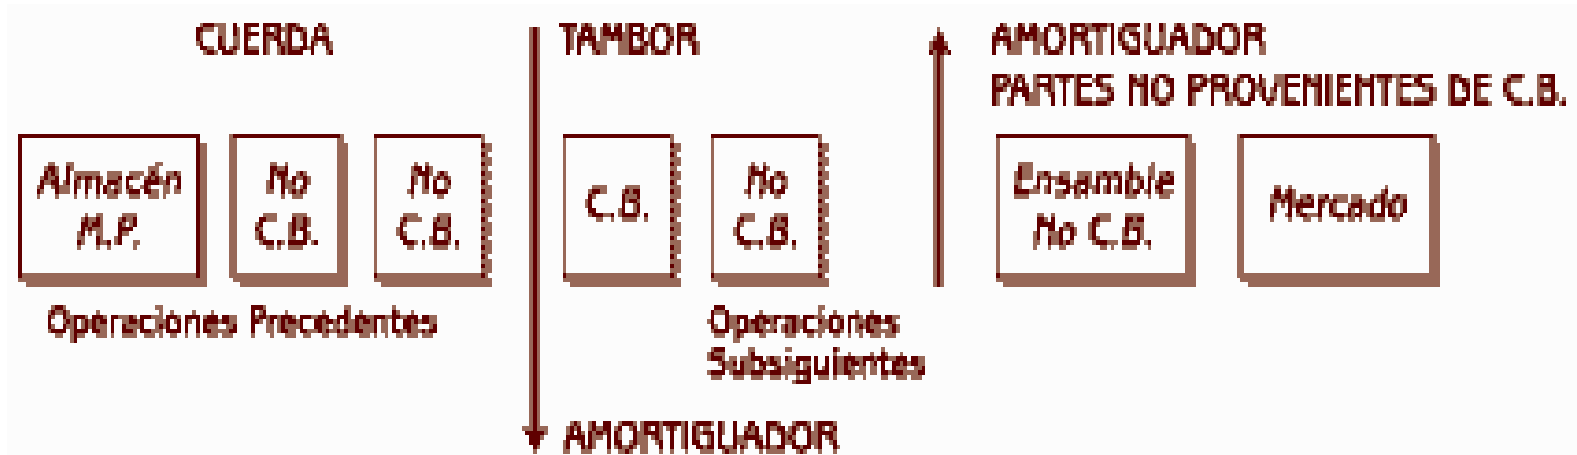 CUERDA
TAMBOR
AMORTIGUADOR
PARTES NO PROVENIENTES DE C.B.
Almacén
M.P.
No
C.B.
No
C.B.
C.B.
No
C.B.
Ensamble
No C.B.
Mercado
Operaciones Precedentes
Operaciones
Subsiguientes
AMORTIGUADOR